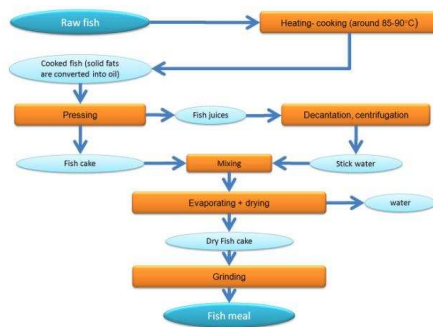 Raw fish
Heating- cooking (around 85-90°C)
Cooked fish (solid fats
are converted into oil)
Pressing
Fish juices
Decantation, centrifugation
Fish cake
Mixing
Stick water
Evaporating + drying
water
Dry Fish cake
Grinding
Fish meal